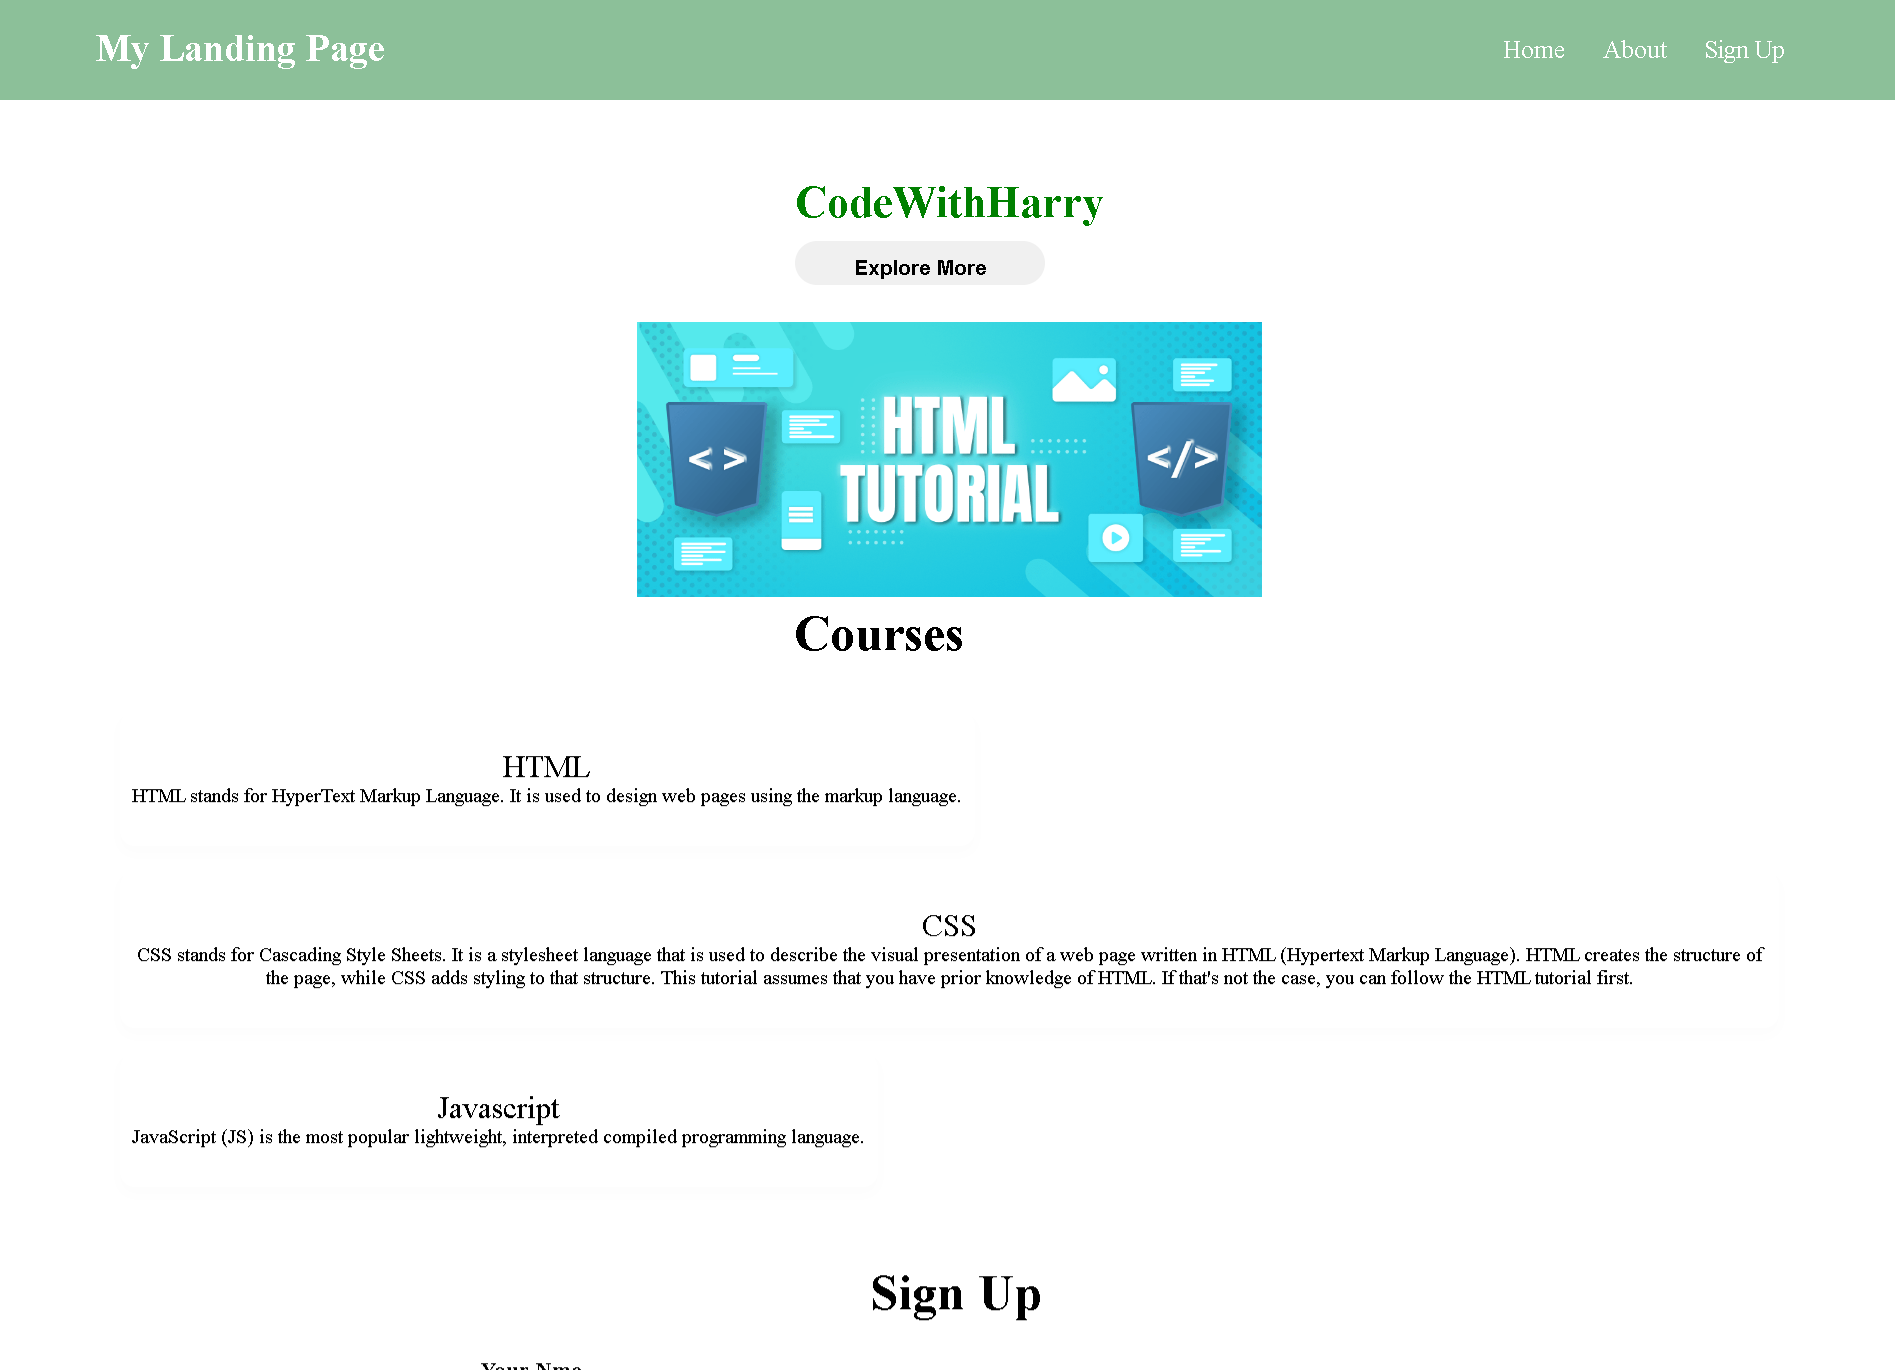 My Landing Page
Home About Sign Up
CodeWithHarry
Explore More
HTML
TUTORIAL
< >
</>
Courses
HTML
HTML stands for HyperText Markup Language. It is used to design web pages using the markup language.
CSS
CSS stands for Cascading Style Sheets. It is a stylesheet language that is used to describe the visual presentation of a web page written in HTML (Hypertext Markup Language). HTML creates the structure of
the page, while CSS adds styling to that structure. This tutorial assumes that you have prior knowledge of HTML. If that's not the case, you can follow the HTML tutorial first.
Javascript
JavaScript (JS) is the most popular lightweight, interpreted compiled programming language.
Sign Up
Your Nme